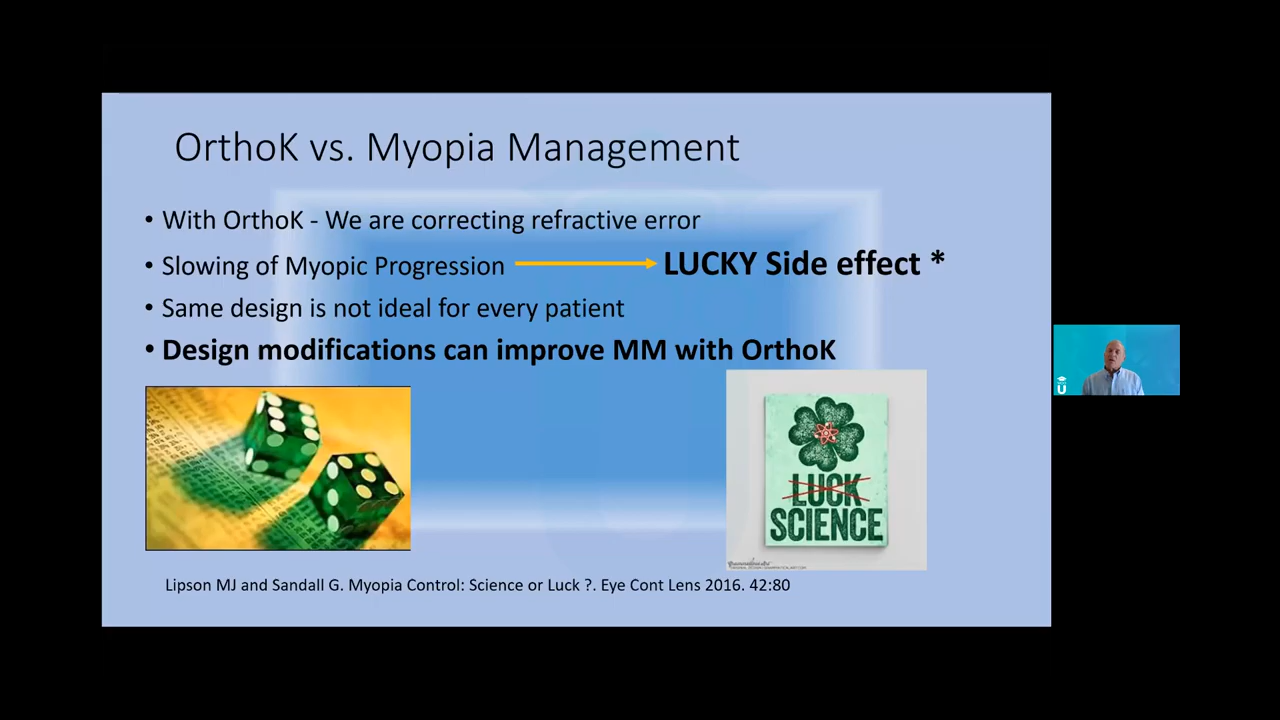 OrthoK vs. Myopia Management
• With OrthoK - We are correcting refractive error
• Slowing of Myopic Progression LUCKY Side effect *
• Same design is not ideal for every patient
• Design modifications can improve MM with OrthoK
LUCK
SCIENCE
Lipson MJ and Sandall G. Myopia Control: Science or Luck ?. Eye Cont Lens 2016. 42:80
U